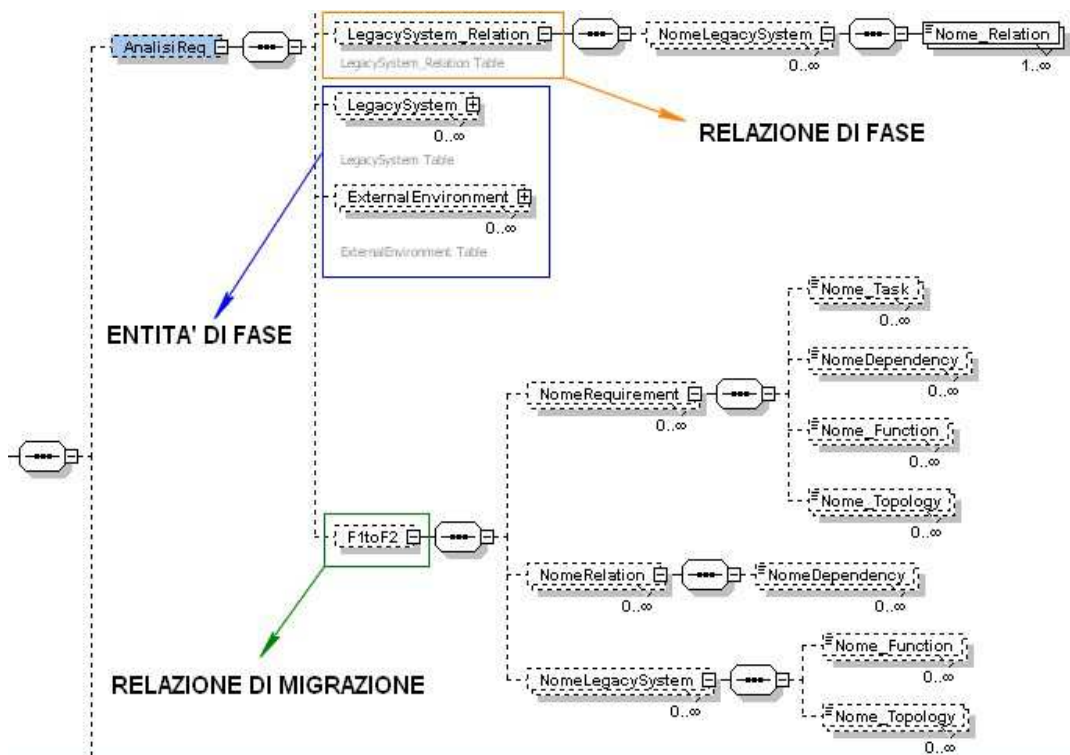 AnalisiReq
LegacySystem_Relation
LegacySystem_Relation Table
NomeLegacySystem
0..∞
Nome_Relation
1..∞
RELAZIONE DI FASE
LegacySystem
0..∞
LegacySystem Table
ExternalEnvironment
0..∞
ExternalEnvironment Table
ENTITA' DI FASE
Nome_Task
0..∞
NomeDependency
0..∞
NomeRequirement
0..∞
Nome_Function
0..∞
Nome_Topology
0..∞
F1toF2
NomeRelation
0..∞
NomeDependency
0..∞
RELAZIONE DI MIGRAZIONE
NomeLegacySystem
0..∞
Nome_Function
0..∞
Nome_Topology
0..∞